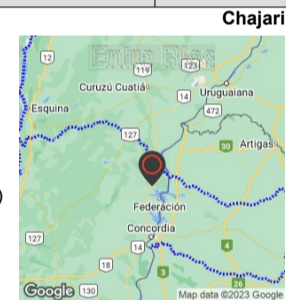 Chajari
Entre Rios
12
119
123
Curuzú Cuatiá
14
Uruguaiana
Esquina
472
127
30
Artigas
)
Federación
Concordia
127
14
4
18
3
26
Google
130
Map data ©2023 Google